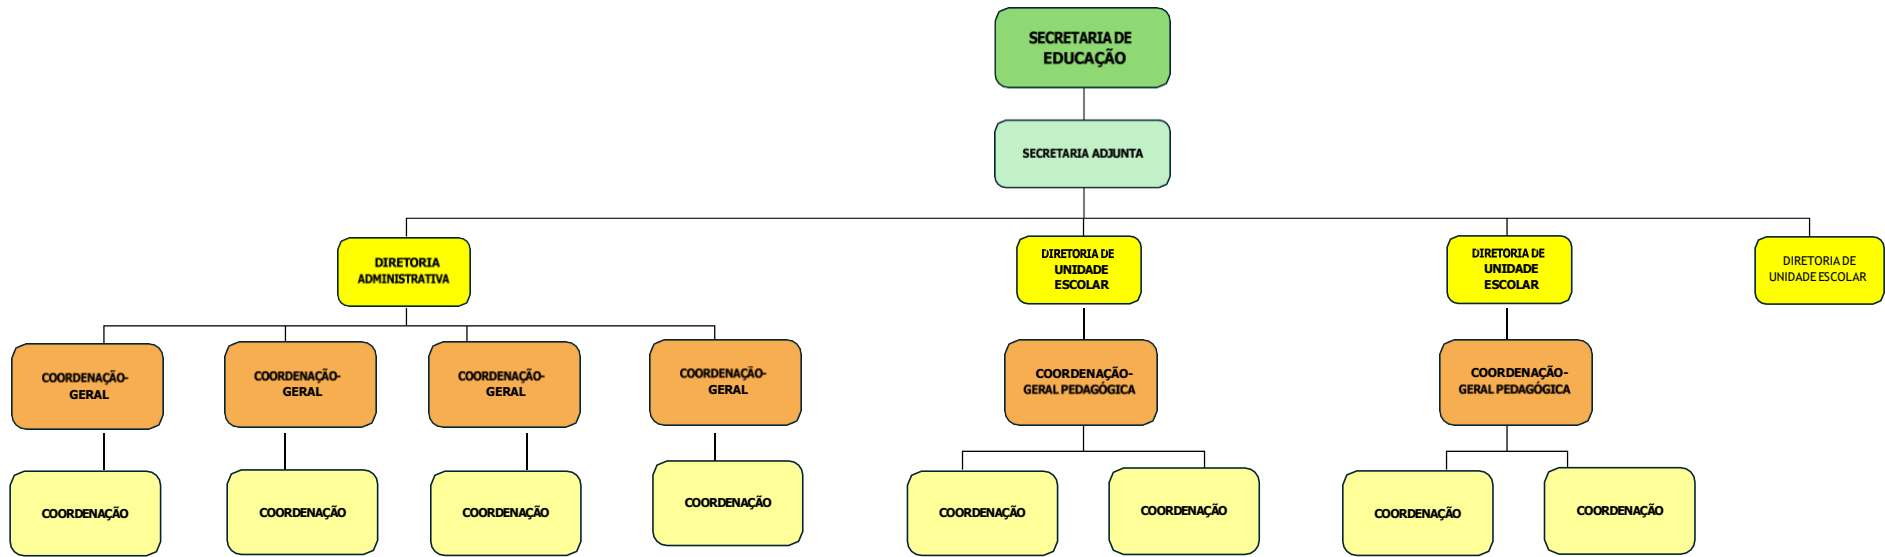 SECRETARIA DE
EDUCAÇÃO
SECRETARIA ADJUNTA
DIRETORIA
ADMINISTRATIVA
DIRETORIA DE
UNIDADE
ESCOLAR
DIRETORIA DE
UNIDADE
ESCOLAR
DIRETORIA DE
UNIDADE ESCOLAR
COORDENAÇÃO-
GERAL
COORDENAÇÃO-
GERAL
COORDENAÇÃO-
GERAL
COORDENAÇÃO-
GERAL
COORDENAÇÃO-
GERAL PEDAGÓGICA
COORDENAÇÃO-
GERAL PEDAGÓGICA
COORDENAÇÃO
COORDENAÇÃO
COORDENAÇÃO
COORDENAÇÃO
COORDENAÇÃO
COORDENAÇÃO
COORDENAÇÃO
COORDENAÇÃO